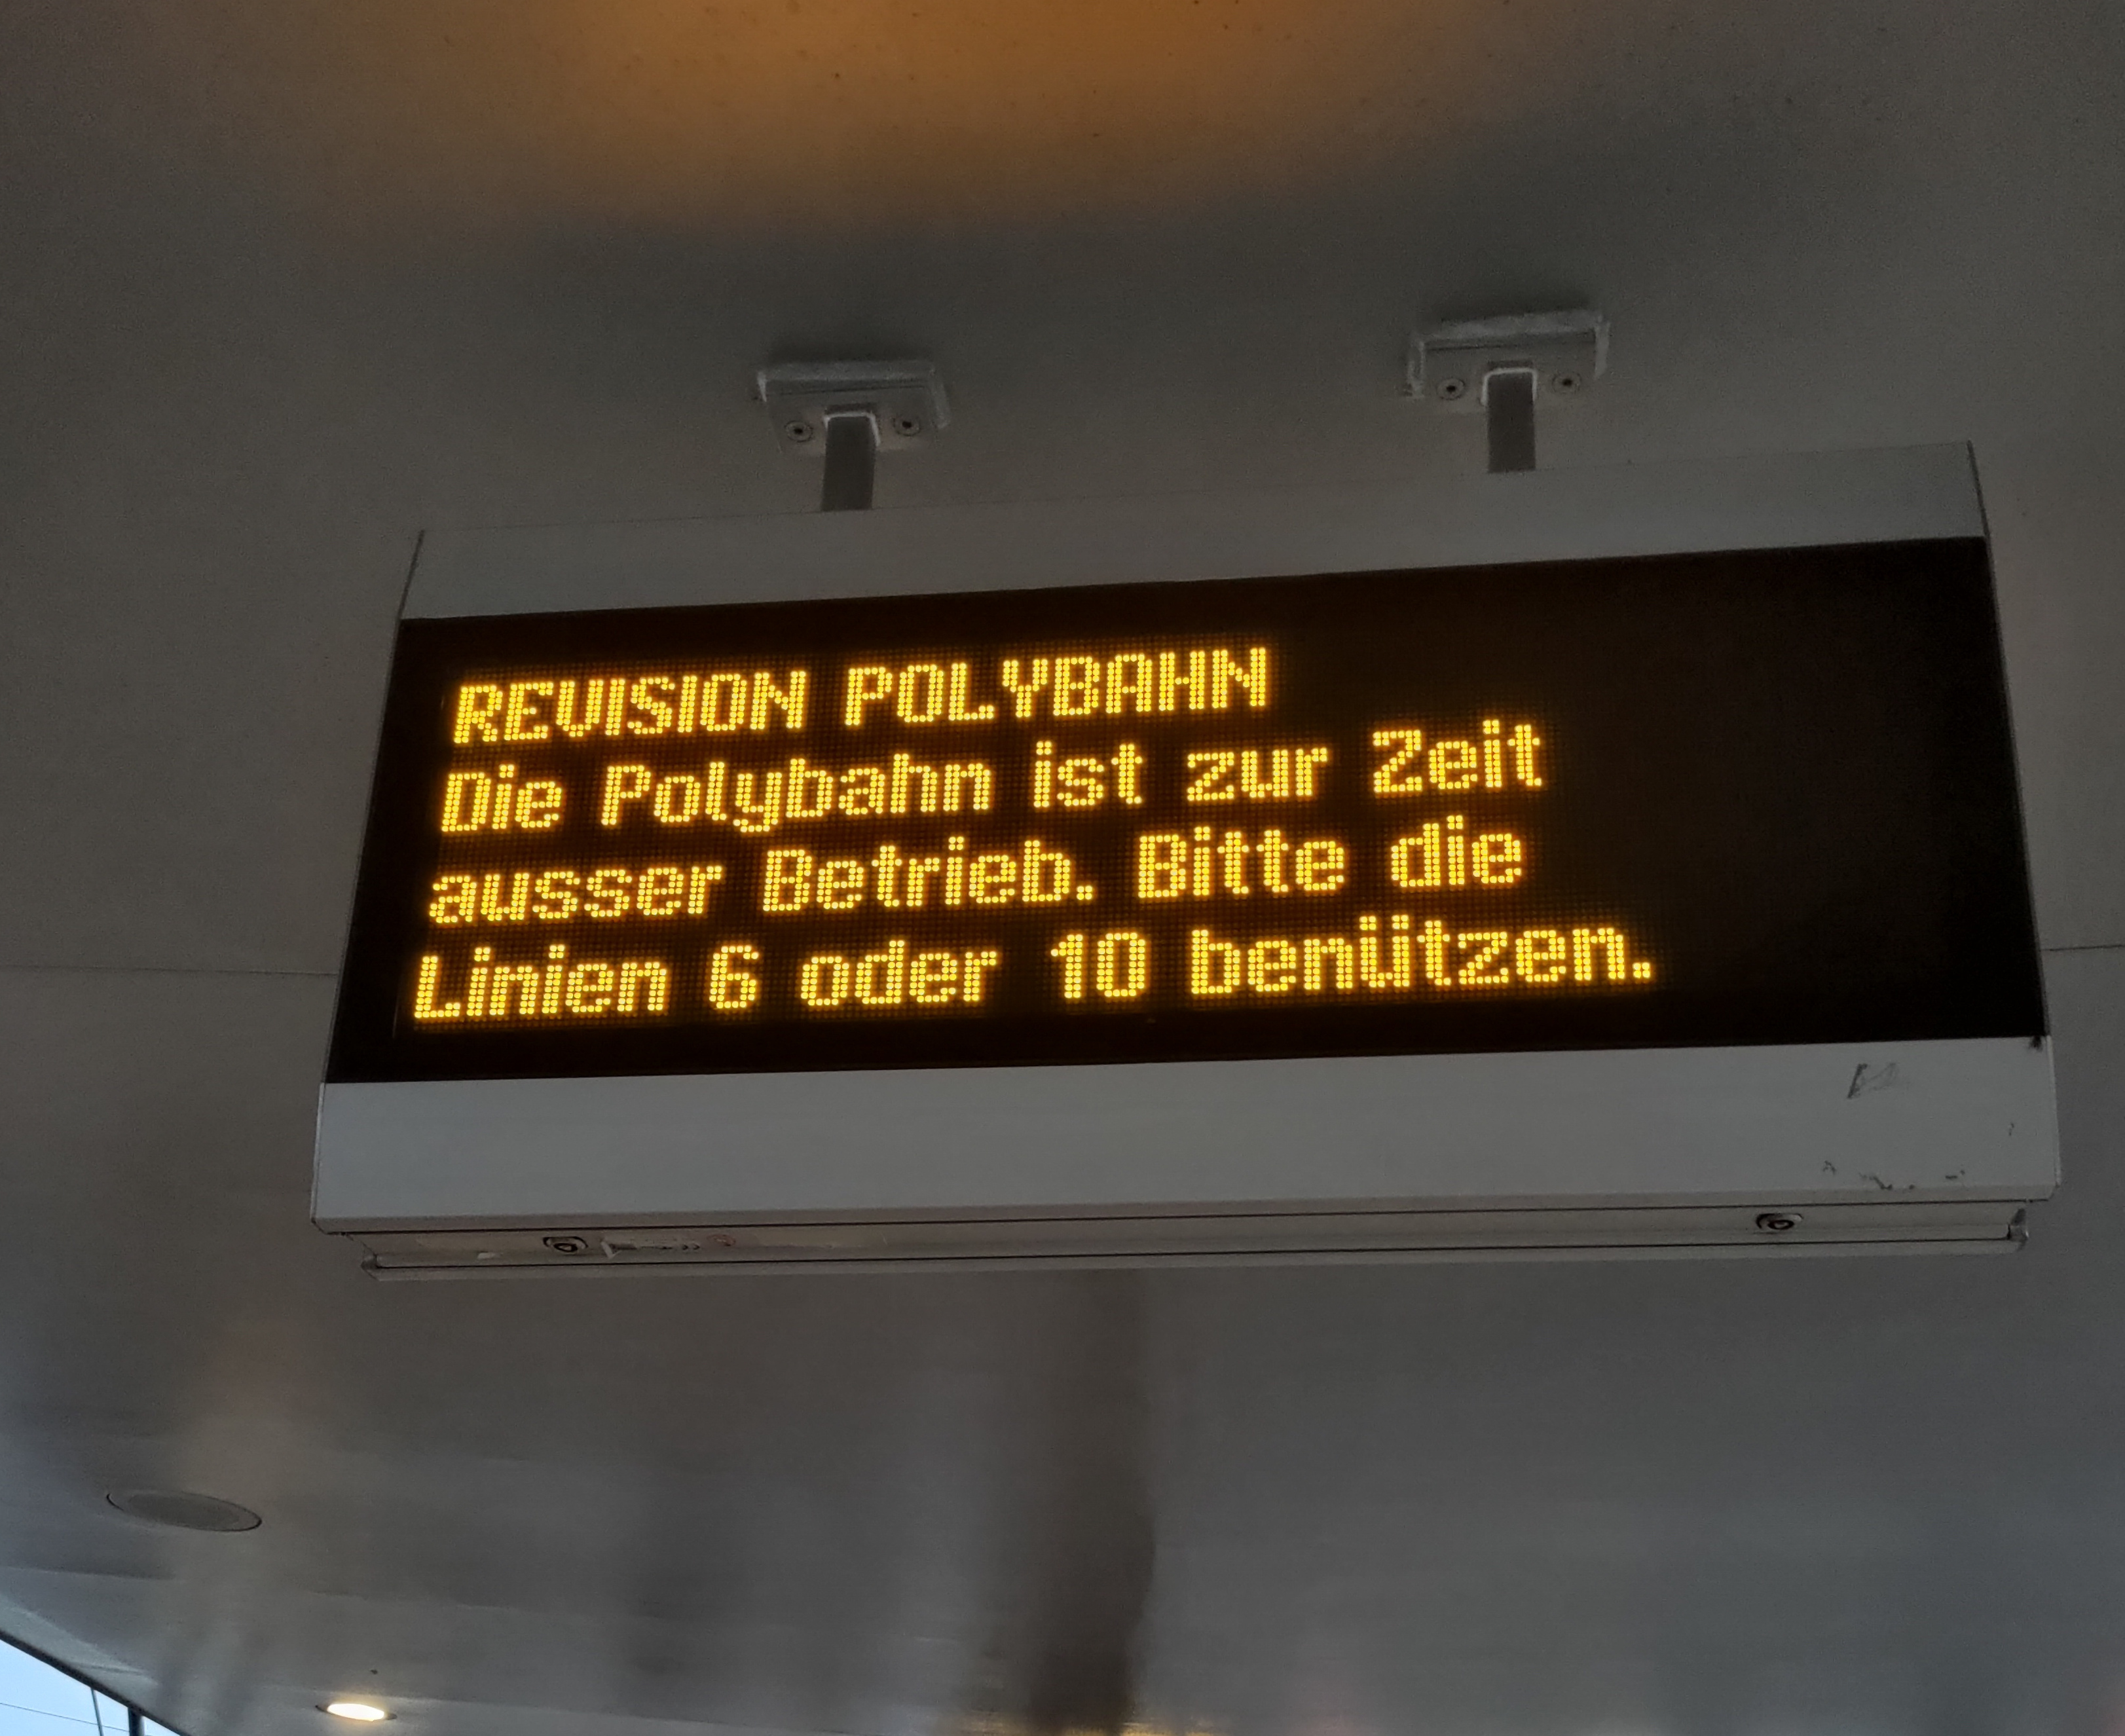 REVISION POLYBAHN
Die Polybahn ist zur Zeit
ausser Betrieb. Bitte die
Linien 6 oder 10 benützen.